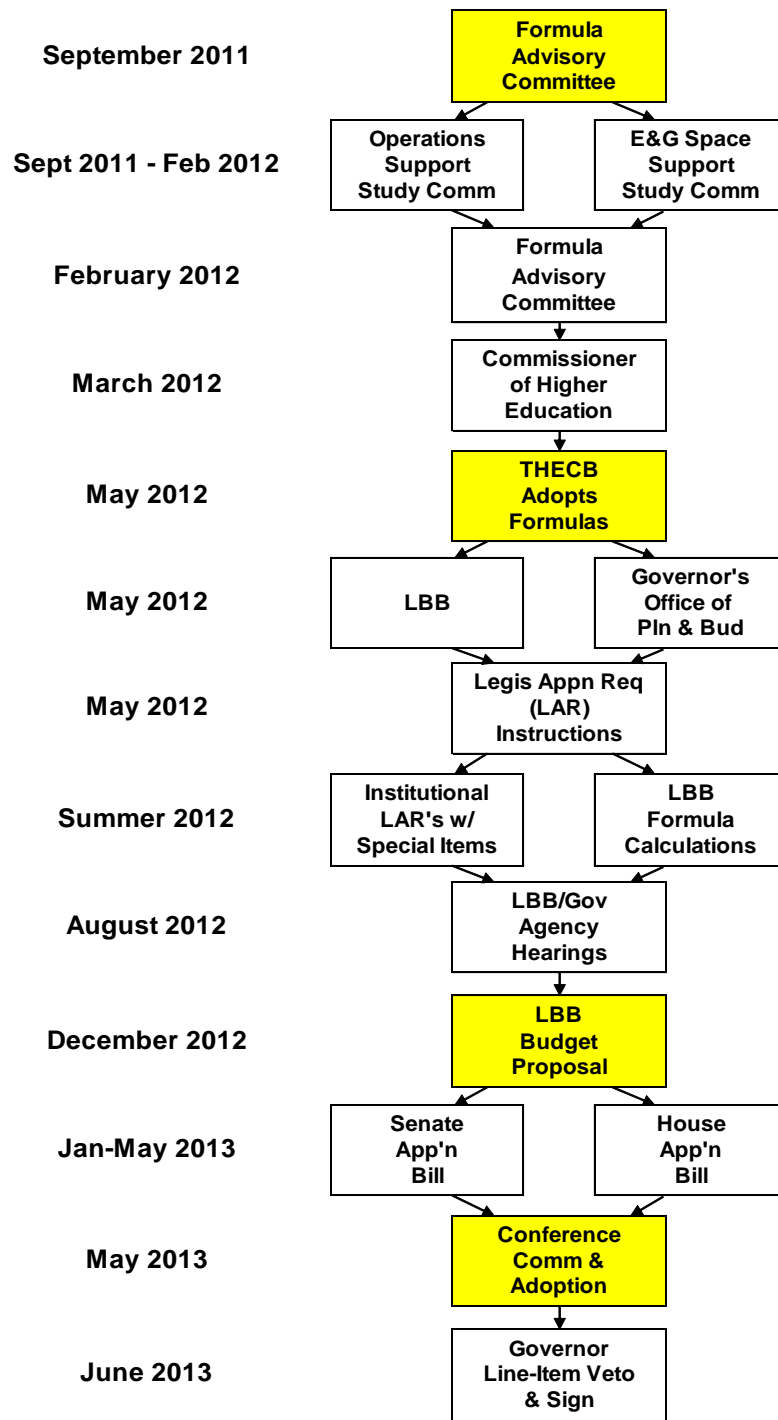 September 2011
Formula
Advisory
Committee
Sept 2011 - Feb 2012
Operations
Support
Study Comm
E&G Space
Support
Study Comm
February 2012
Formula
Advisory
Committee
March 2012
Commissioner
of Higher
Education
May 2012
THECB
Adopts
Formulas
May 2012
LBB
Governor's
Office of
Pln & Bud
May 2012
Legis Appn Req
(LAR)
Instructions
Summer 2012
Institutional
LAR's w/
Special Items
LBB
Formula
Calculations
August 2012
LBB/Gov
Agency
Hearings
December 2012
LBB
Budget
Proposal
Jan-May 2013
Senate
App'n
Bill
House
App'n
Bill
May 2013
Conference
Comm &
Adoption
June 2013
Governor
Line-Item Veto
& Sign